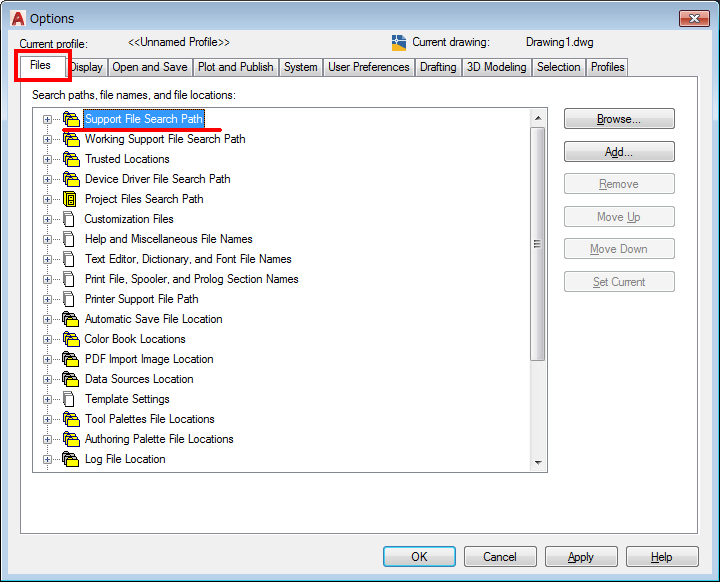 Options
Current profile: <<Unnamed Profile>> Current drawing: Drawing1.dwg
Files Display Open and Save Plot and Publish System User Preferences Drafting 3D Modeling Selection Profiles
Search paths, file names, and file locations:
Support File Search Path
Working Support File Search Path
Trusted Locations
Device Driver File Search Path
Project Files Search Path
Customization Files
Help and Miscellaneous File Names
Text Editor, Dictionary, and Font File Names
Print File, Spooler, and Prolog Section Names
Printer Support File Path
Automatic Save File Location
Color Book Locations
PDF Import Image Location
Data Sources Location
Template Settings
Tool Palettes File Locations
Authoring Palette File Locations
Log File Location
Browse...
Add...
Remove
Move Up
Move Down
Set Current
OK Cancel Apply Help